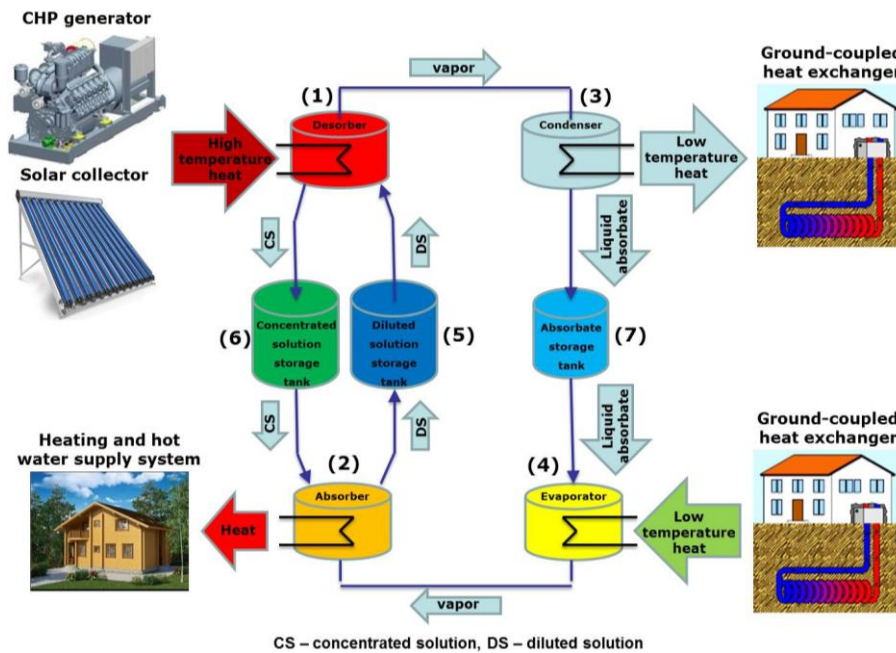 CHP generator
Solar collector
High
temperature
heat
(1)
Desorber
vapor
(3)
Condenser
Low
temperature
heat
Ground-coupled
heat exchanger
CS
DS
Liquid
absorbate
(6)
Concentrated
solution
storage
tank
Diluted
solution
storage
tank
(5)
Absorbate
storage
tank
(7)
CS
DS
Liquid
absorbate
Heating and hot
water supply system
Heat
(2)
Absorber
(4)
Evaporator
Low
temperature
heat
Ground-coupled
heat exchanger
vapor
CS – concentrated solution, DS – diluted solution